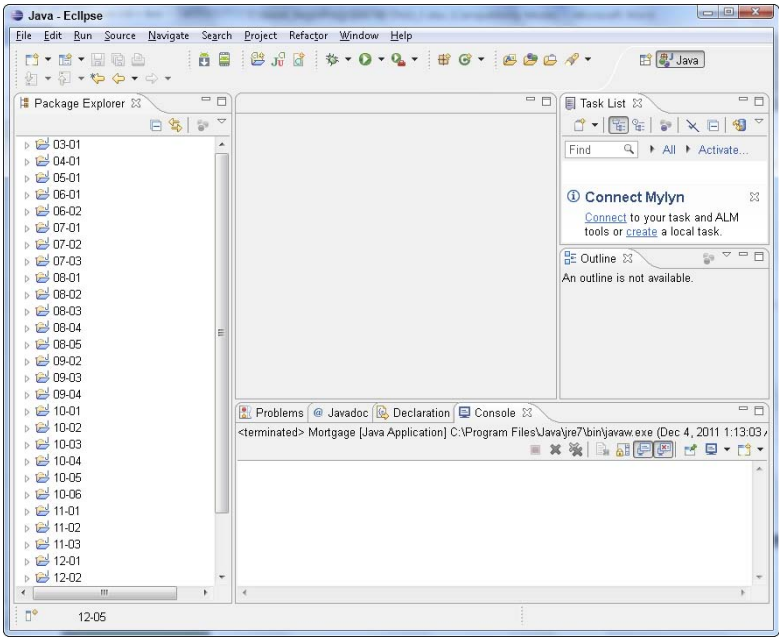 Java - Eclipse
File Edit Run Source Navigate Search Project Refactor Window Help
Java
Package Explorer
Task List
Find All Activate...
03-01
04-01
05-01
06-01
06-02
07-01
07-02
07-03
08-01
08-02
08-03
08-04
08-05
09-02
09-03
09-04
10-01
10-02
10-03
10-04
10-05
10-06
11-01
11-02
11-03
12-01
12-02
Connect Mylyn
Connect to your task and ALM
tools or create a local task.
Outline
An outline is not available.
Problems @ Javadoc Declaration Console
<terminated> Mortgage [Java Application] C:\Program Files\Java\jre7\bin\javaw.exe (Dec 4, 2011 1:13:03
12-05